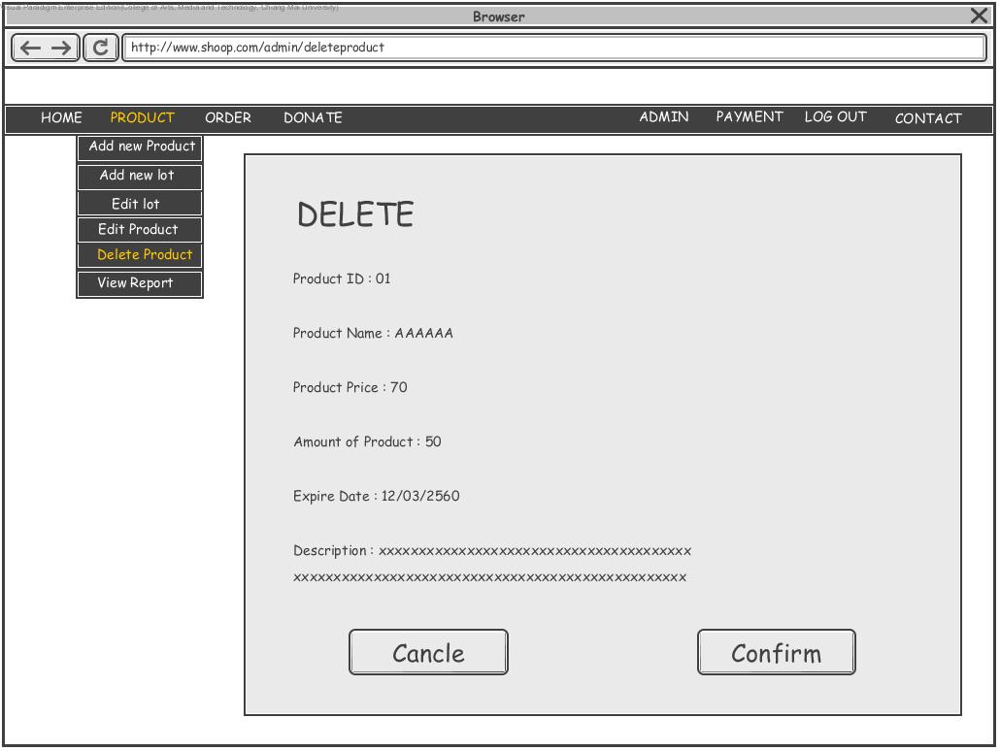 Visual Paradigm Enterprise Edition(College of Arts, Media and Technology, Chiang Mai University)
Browser
http://www.shoop.com/admin/deleteproduct
HOME PRODUCT ORDER DONATE ADMIN PAYMENT LOG OUT CONTACT
Add new Product
Add new lot
Edit lot
Edit Product
Delete Product
View Report
DELETE
Product ID : 01
Product Name : AAAAAA
Product Price : 70
Amount of Product : 50
Expire Date : 12/03/2560
Description : xxxxxxxxxxxxxxxxxxxxxxxxxxxxxxxxxxxxxxxx
xxxxxxxxxxxxxxxxxxxxxxxxxxxxxxxxxxxxxxxxxxxxxxxxxx
Cancle Confirm